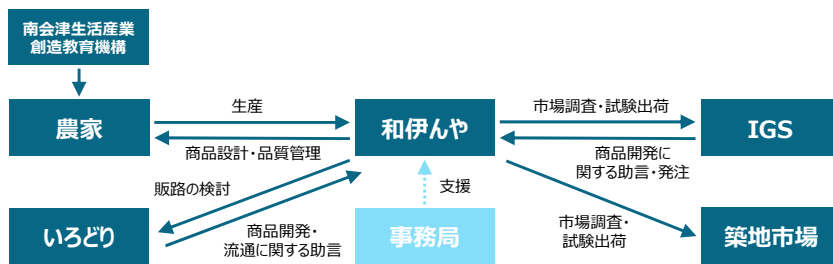 南会津生活産業
創造教育機構
農家
生産
商品設計・品質管理
和伊んや
市場調査・試験出荷
商品開発に
関する助言・発注
IGS
販路の検討
いろどり
商品開発・
流通に関する助言
支援
事務局
市場調査・
試験出荷
築地市場